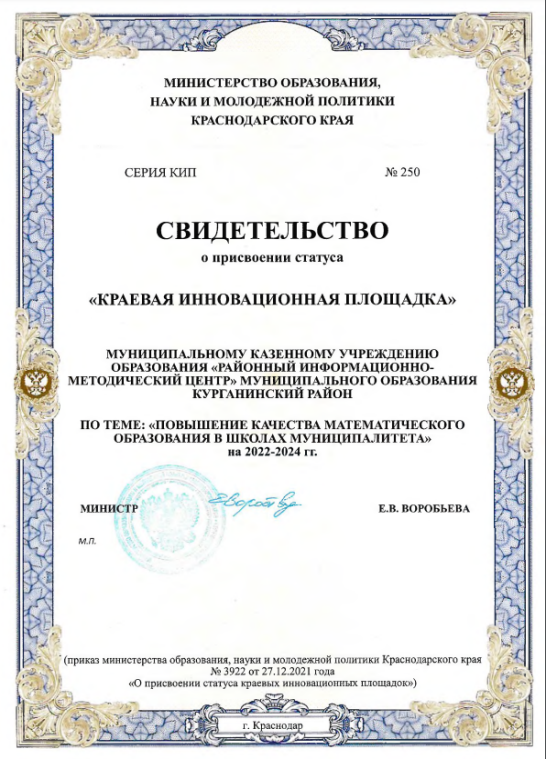 МИНИСТЕРСТВО ОБРАЗОВАНИЯ,
НАУКИ И МОЛОДЕЖНОЙ ПОЛИТИКИ
КРАСНОДАРСКОГО КРАЯ
СЕРИЯ КИП № 250
СВИДЕТЕЛЬСТВО
о присвоении статуса
«КРАЕВАЯ ИННОВАЦИОННАЯ ПЛОЩАДКА»
МУНИЦИПАЛЬНОМУ КАЗЕННОМУ УЧРЕЖДЕНИЮ
ОБРАЗОВАНИЯ «РАЙОННЫЙ ИНФОРМАЦИОННО-
МЕТОДИЧЕСКИЙ ЦЕНТР» МУНИЦИПАЛЬНОГО ОБРАЗОВАНИЯ
КУРГАНИНСКИЙ РАЙОН
ПО ТЕМЕ: «ПОВЫШЕНИЕ КАЧЕСТВА МАТЕМАТИЧЕСКОГО
ОБРАЗОВАНИЯ В ШКОЛАХ МУНИЦИПАЛИТЕТА»
на 2022-2024 гг.
МИНИСТР Е.В. ВОРОБЬЕВА
М.П.
(приказ министерства образования, науки и молодежной политики Краснодарского края
№ 3922 от 27.12.2021 года
«О присвоении статуса краевых инновационных площадок»)
г. Краснодар